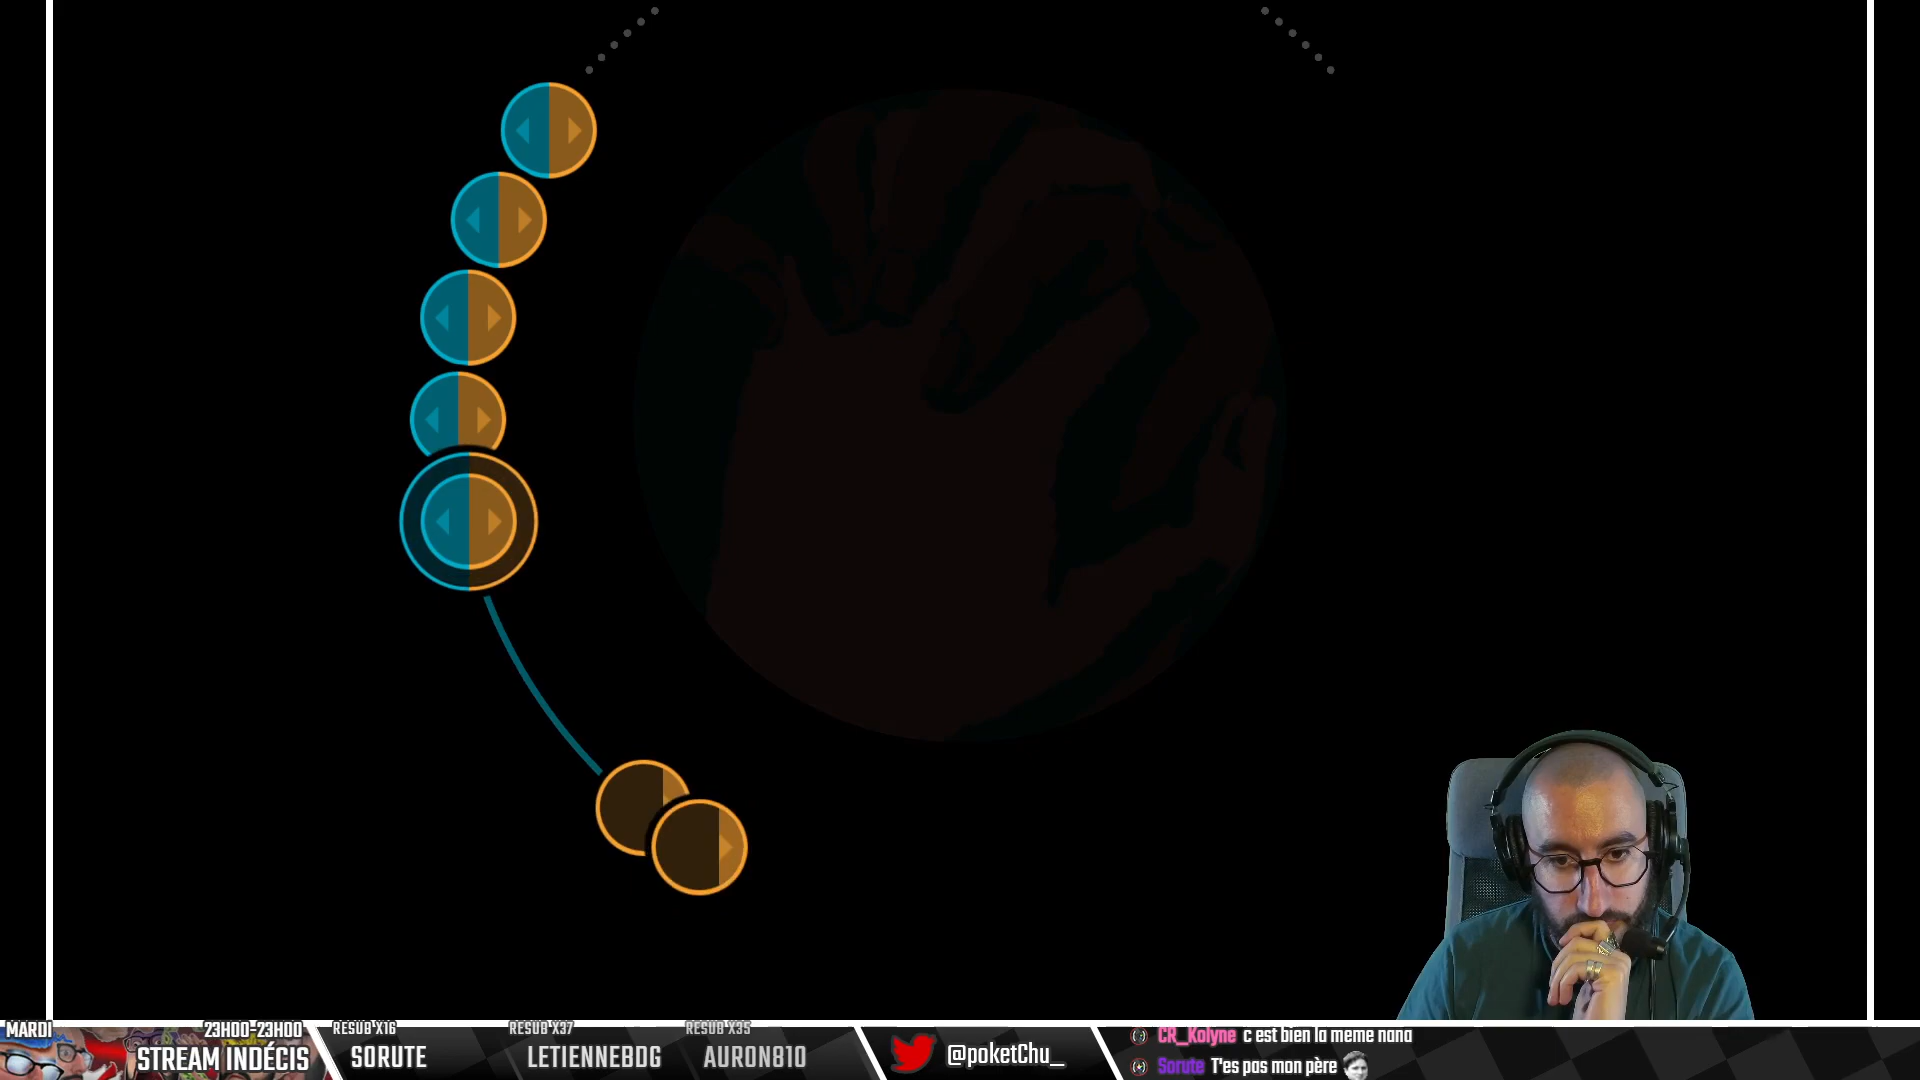 MARDI
23H00-23H00
STREAM INDÉCIS
RESUB X16
SORUTE
RESUB X37
LETIENNEBDG
RESUB X35
AURON810
@poketChu_
CR_Kolyne c est bien la meme nana
Sorute T'es pas mon père